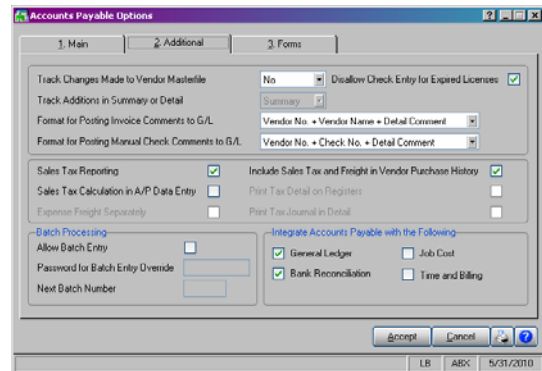 Accounts Payable Options
1. Main 2. Additional 3. Forms
Track Changes Made to Vendor Masterfile No Disallow Check Entry for Expired Licenses
Track Additions in Summary or Detail Summary
Format for Posting Invoice Comments to G/L Vendor No. + Vendor Name + Detail Comment
Format for Posting Manual Check Comments to G/L Vendor No. + Check No. + Detail Comment
Sales Tax Reporting Include Sales Tax and Freight in Vendor Purchase History
Sales Tax Calculation in A/P Data Entry Print Tax Detail on Registers
Expense Freight Separately Print Tax Journal in Detail
Batch Processing Integrate Accounts Payable with the Following
Allow Batch Entry General Ledger Job Cost
Password for Batch Entry Override Bank Reconciliation Time and Billing
Next Batch Number
Accept Cancel
LB ABX 5/31/2010